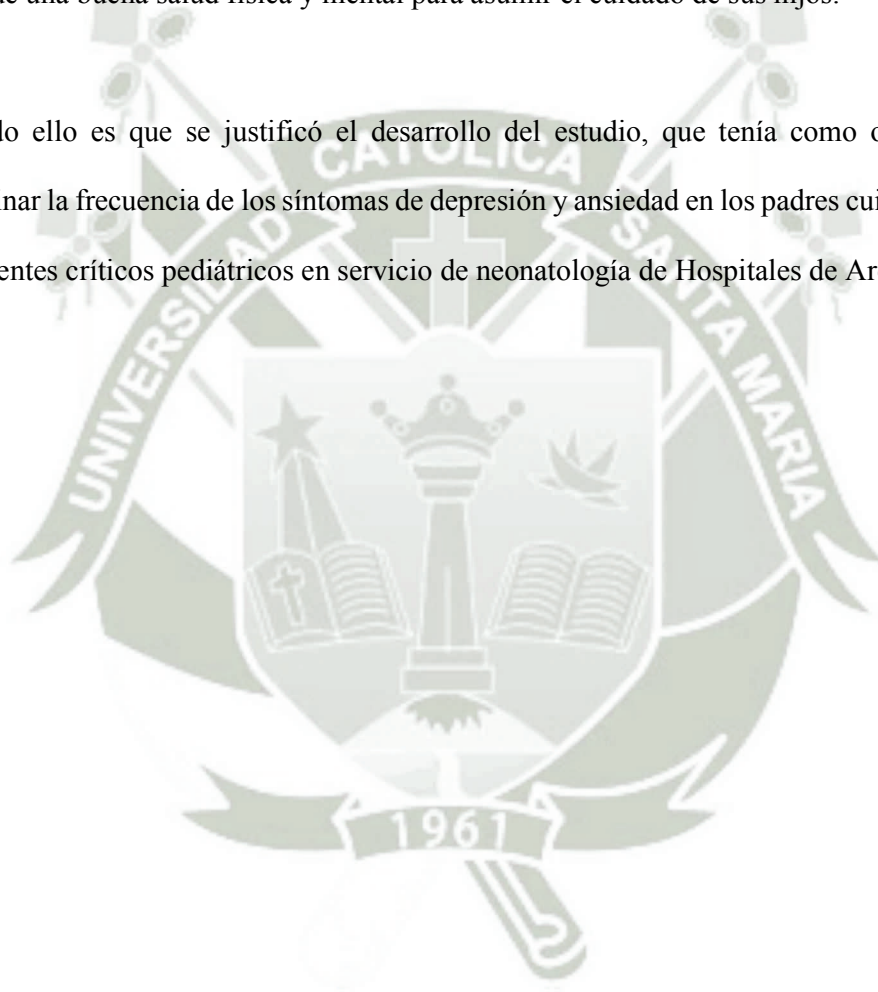 de una buena salud física y mental para asumir el cuidado de sus hijos.
do ello es que se justificó el desarrollo del estudio, que tenía como o
nar la frecuencia de los síntomas de depresión y ansiedad en los padres cui
entes críticos pediátricos en servicio de neonatología de Hospitales de Ar
UNIVERSIDAD CATOLICA SANTA MARIA
1961